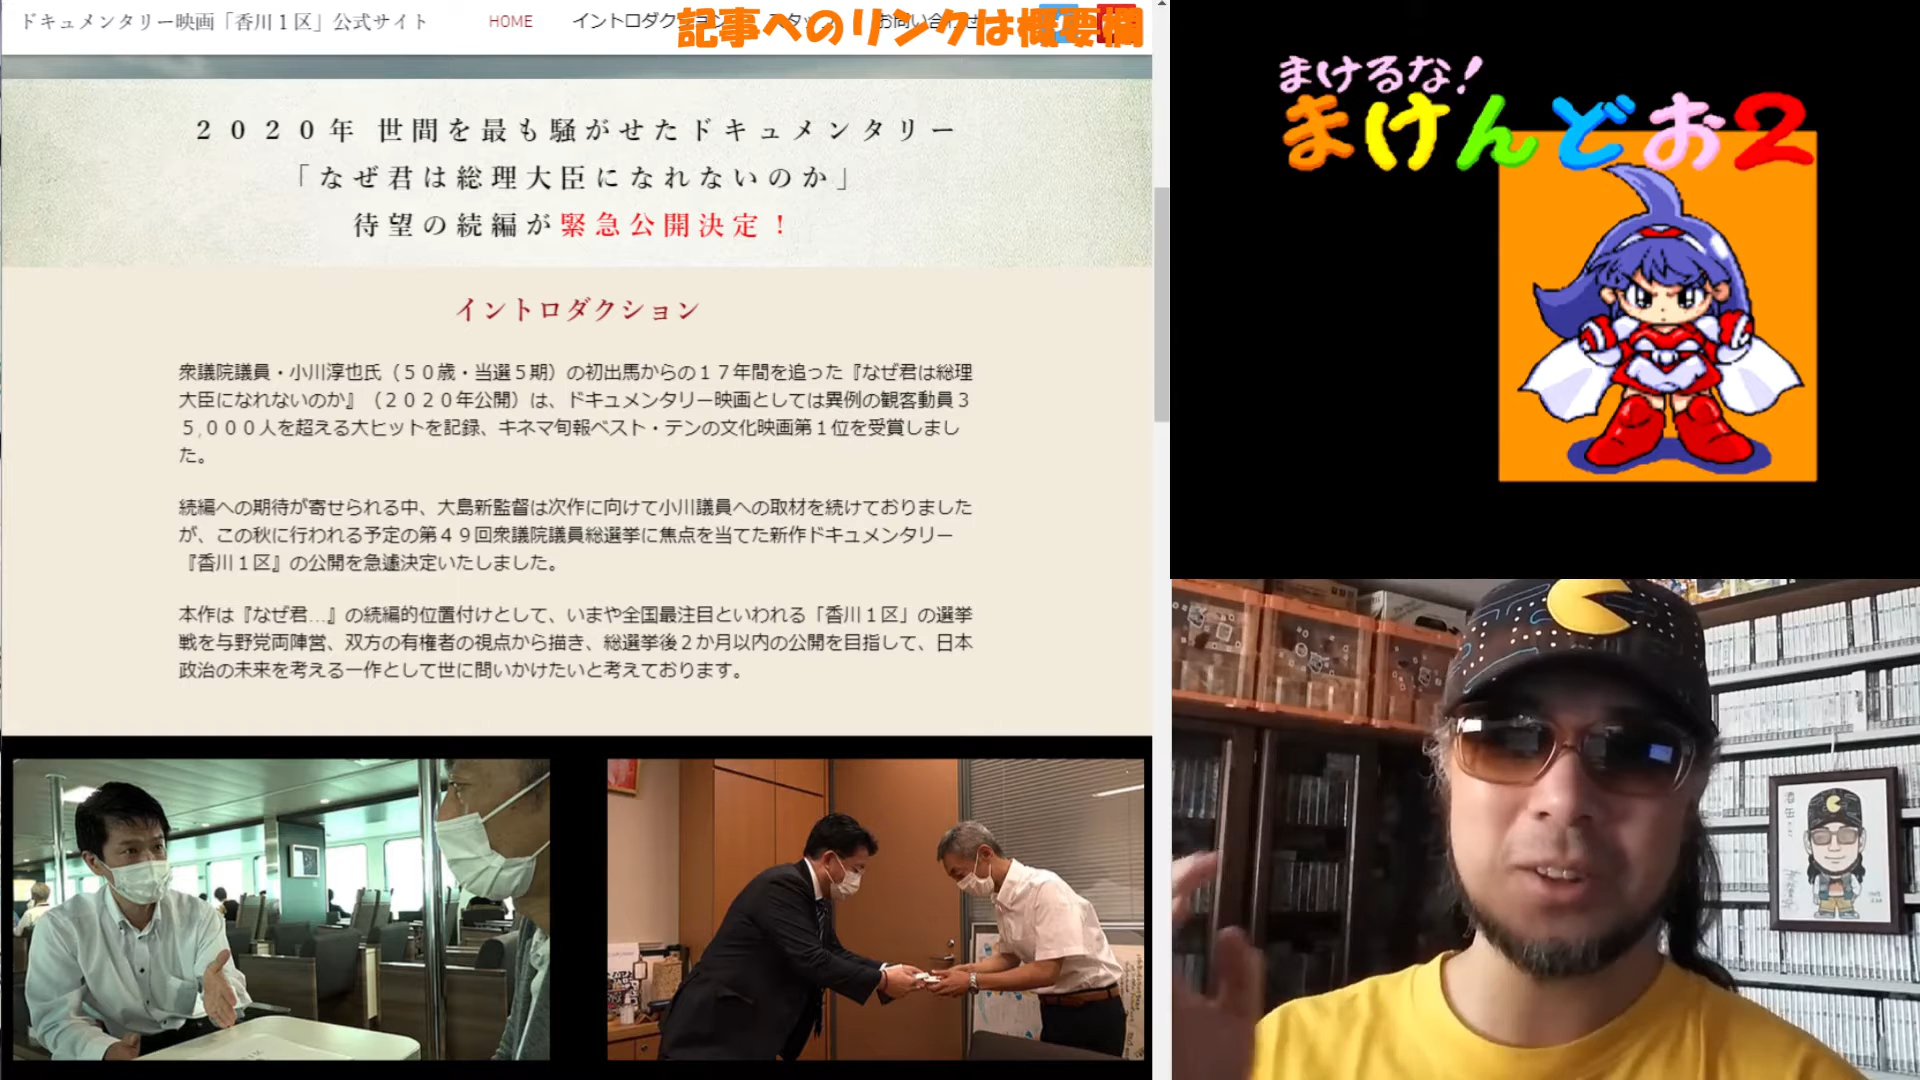 ドキュメンタリー映画「香川1区」公式サイト
HOME
記事へのリンクは概要欄
2020年 世間を最も騒がせたドキュメンタリー
「なぜ君は総理大臣になれないのか」
待望の続編が緊急公開決定！
イントロダクション
衆議院議員・小川淳也氏（50歳・当選5期）の初出馬からの17年間を追った『なぜ君は総理
大臣になれないのか』（2020年公開）は、ドキュメンタリー映画としては異例の観客動員3
5,000人を超える大ヒットを記録、キネマ旬報ベスト・テンの文化映画第1位を受賞しまし
た。
続編への期待が寄せられる中、大島新監督は次作に向けて小川議員への取材を続けておりました
が、この秋に行われる予定の第49回衆議院議員総選挙に焦点を当てた新作ドキュメンタリー
『香川1区』の公開を急遽決定いたしました。
本作は『なぜ君…』の続編的位置付けとして、いまや全国最注目といわれる「香川1区」の選挙
戦を与野党両陣営、双方の有権者の視点から描き、総選挙後2か月以内の公開を目指して、日本
政治の未来を考える一作として世に問いかけたいと考えております。
まけるな!
まけんどお2